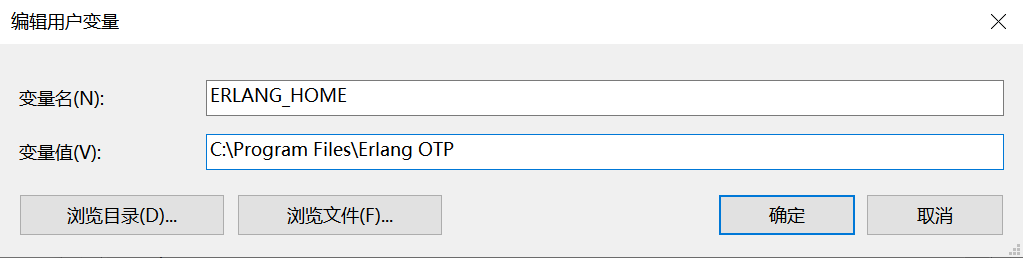 编辑用户变量
变量名(N):
ERLANG_HOME
变量值(V):
C:\Program Files\Erlang OTP
浏览目录(D)...
浏览文件(F)...
确定
取消